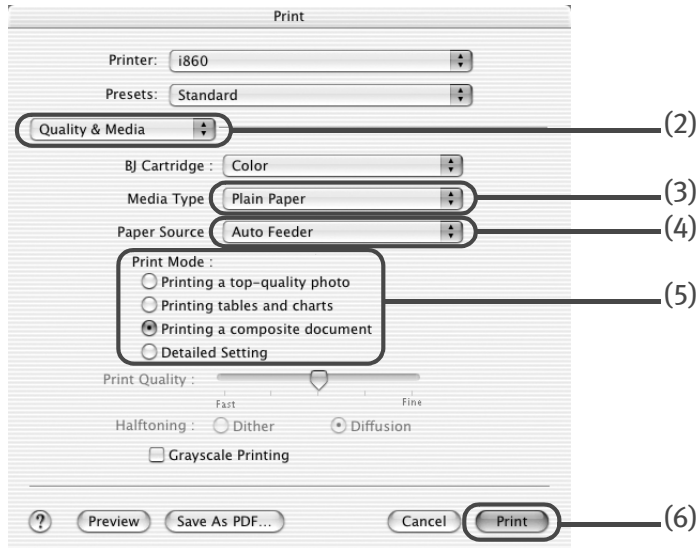 Print
Printer: i860
Presets: Standard
Quality & Media (2)
BJ Cartridge : Color
Media Type Plain Paper (3)
Paper Source Auto Feeder (4)
Print Mode :
Printing a top-quality photo
Printing tables and charts
(5)
Printing a composite document
Detailed Setting
Print Quality :
Fast Fine
Halftoning : Dither Diffusion
Grayscale Printing
? Preview Save As PDF... Cancel Print (6)